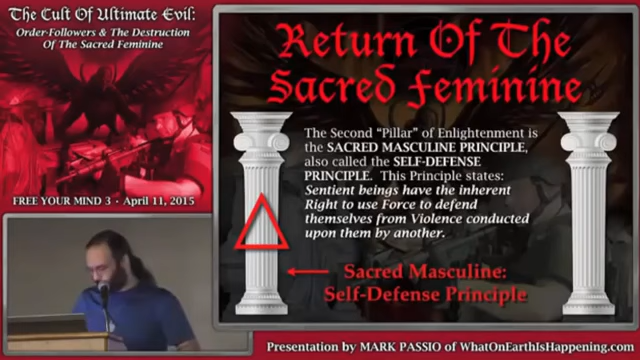 The Cult Of Ultimate Evil:
Order-Followers & The Destruction
Of The Sacred Feminine
FREE YOUR MIND 3 · April 11, 2015
Return Of The
Sacred Feminine
The Second “Pillar” of Enlightenment is
the SACRED MASCULINE PRINCIPLE,
also called the SELF-DEFENSE
PRINCIPLE. This Principle states:
Sentient beings have the inherent
Right to use Force to defend
themselves from Violence conducted
upon them by another.
Sacred Masculine:
Self-Defense Principle
Presentation by MARK PASSIO of WhatOnEarthIsHappening.com